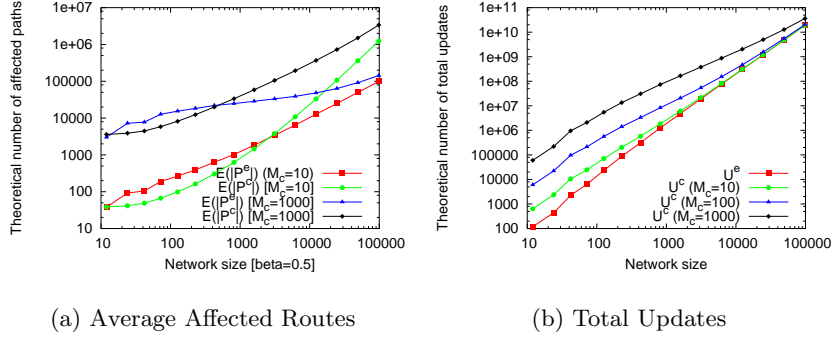 Theoretical number of affected paths
1e+07
1e+06
100000
10000
1000
100
10
10 100 1000 10000 100000
Network size [beta=0.5]
E(|P^e|) (M_c=10)
E(|P^c|) [M_c=10]
E(|P^e|) [M_c=1000]
E(|P^c|) [M_c=1000]
(a) Average Affected Routes
Theoretical number of total updates
1e+11
1e+10
1e+09
1e+08
1e+07
1e+06
100000
10000
1000
100
10 100 1000 10000 100000
Network size
U^e
U^c (M_c=10)
U^c (M_c=100)
U^c (M_c=1000)
(b) Total Updates